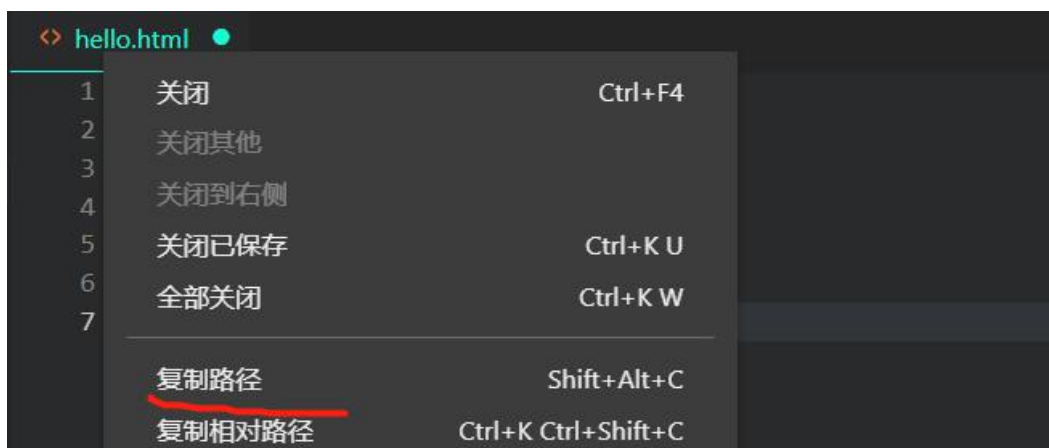 <> hello.html ●
1 关闭 Ctrl+F4
2 关闭其他
3
4 关闭到右侧
5 关闭已保存 Ctrl+K U
6 全部关闭 Ctrl+K W
7
复制路径 Shift+Alt+C
复制相对路径 Ctrl+K Ctrl+Shift+C